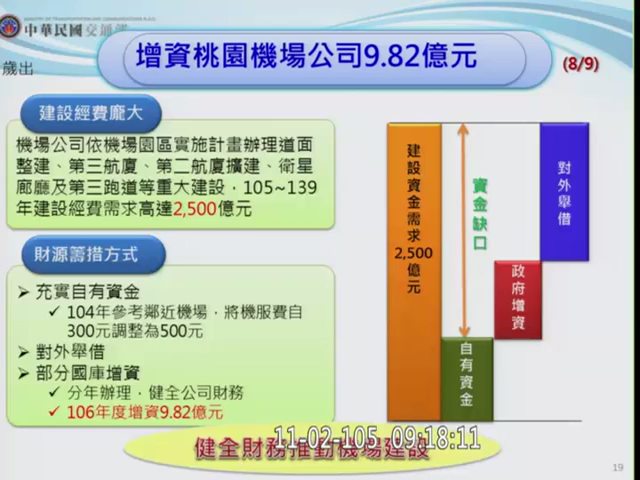 中華民國交通部
增資桃園機場公司9.82億元
(8/9)
歲出
建設經費龐大
機場公司依機場園區實施計畫辦理道面
整建、第三航廈、第二航廈擴建、衛星
廊廳及第三跑道等重大建設，105~139
年建設經費需求高達2,500億元
財源籌措方式
➢ 充實自有資金
✓ 104年參考鄰近機場，將機服費自
300元調整為500元
➢ 對外舉借
➢ 部分國庫增資
✓ 分年辦理，健全公司財務
✓ 106年度增資9.82億元
建設資金需求
2,500
億元
資金缺口
自有資金
政府增資
對外舉借
健全財務推動機場建設
11-02-105 09:18:11
19